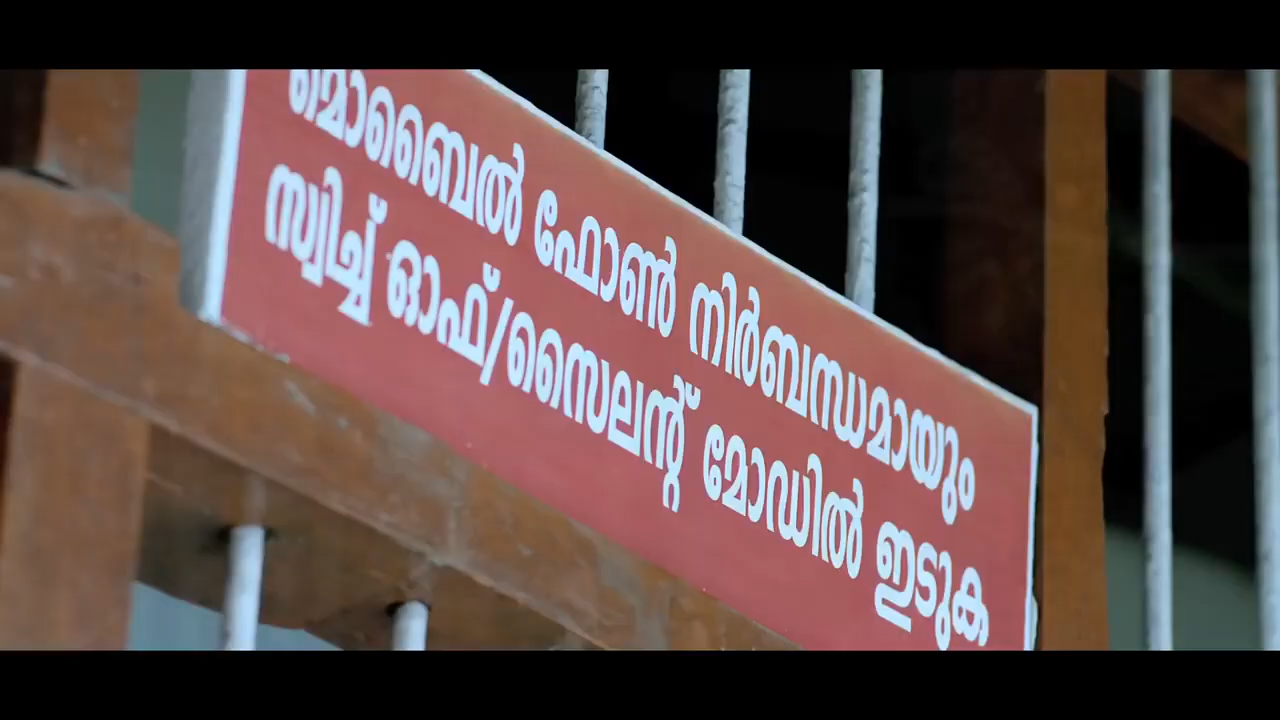 മൊബൈൽ ഫോൺ നിർബന്ധമായും
സ്വിച്ച് ഓഫ്/സൈലന്റ് മോഡിൽ ഇടുക